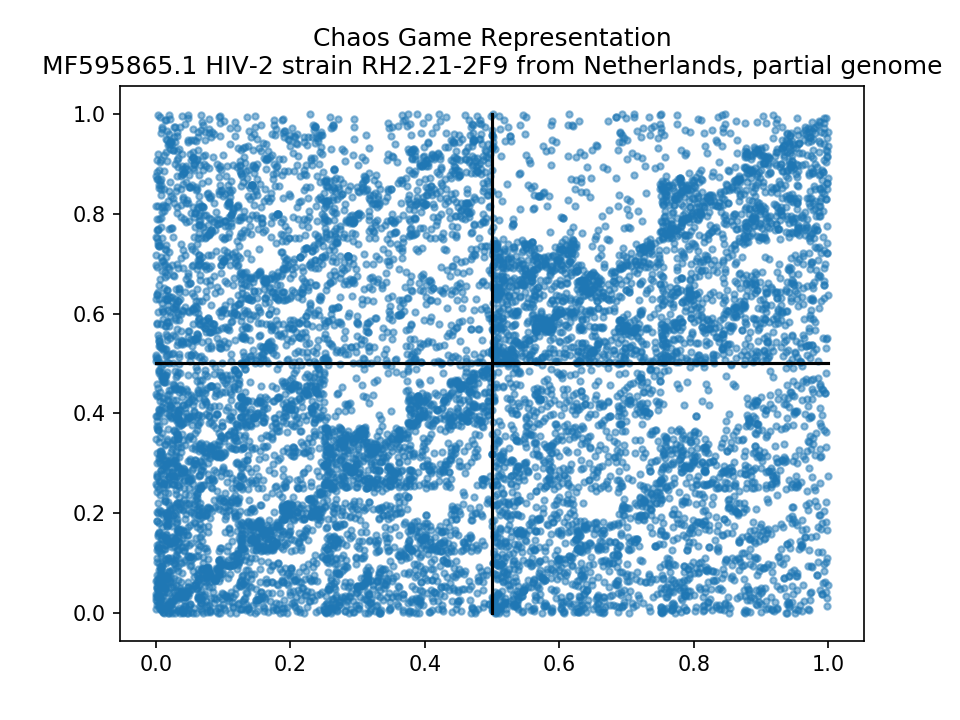 Chaos Game Representation
MF595865.1 HIV-2 strain RH2.21-2F9 from Netherlands, partial genome
1.0
0.8
0.6
0.4
0.2
0.0
0.0 0.2 0.4 0.6 0.8 1.0